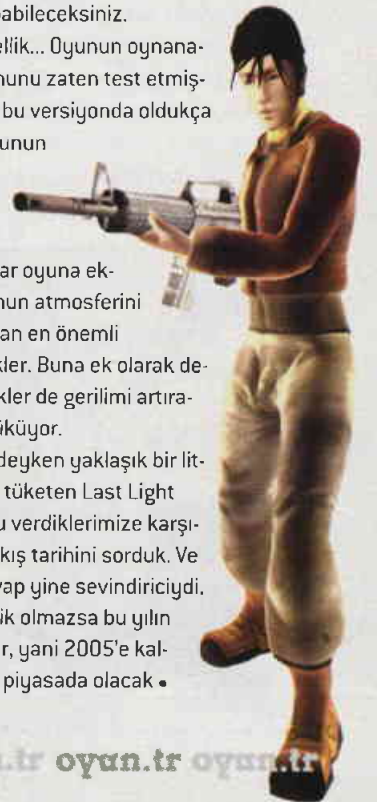 abileceksiniz.
ellik... Oyunun oynana-
nunu zaten test etmiş-
bu versiyonda oldukça
unun
ar oyuna ek-
nun atmosferini
an en önemli
kler. Buna ek olarak de-
kler de gerilimi artıra-
üküyor.
deyken yaklaşık bir lit-
tüketen Last Light
u verdiklerimize karşı-
kış tarihini sorduk. Ve
vap yine sevindiriciydi.
ük olmazsa bu yılın
r, yani 2005'e kal-
piyasada olacak •
n.tr oyun.tr oyun.tr